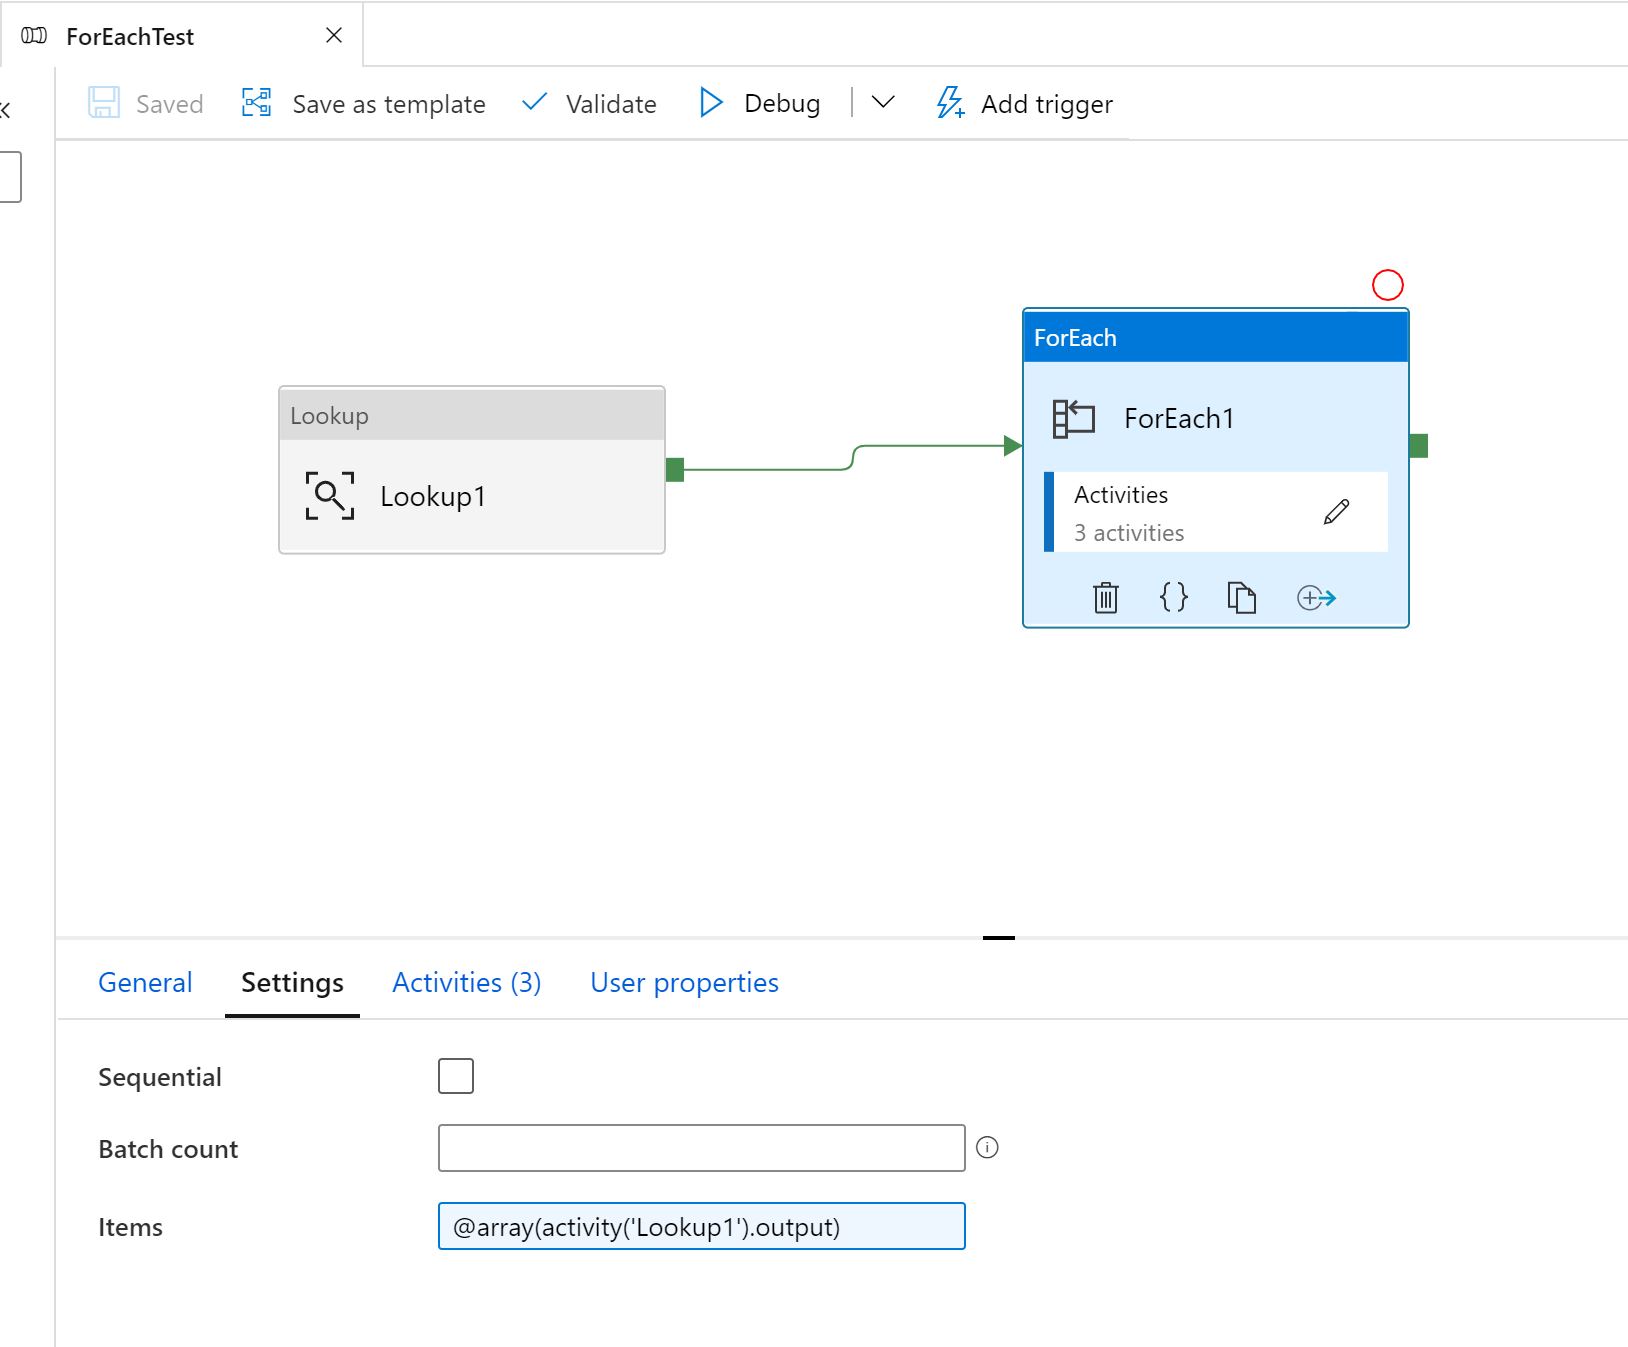 ForEachTest
Saved
Save as template
Validate
Debug
Add trigger
ForEach
ForEach1
Activities
3 activities
Lookup
Lookup1
General
Settings
Activities (3)
User properties
Sequential
Batch count
Items
@array(activity('Lookup1').output)